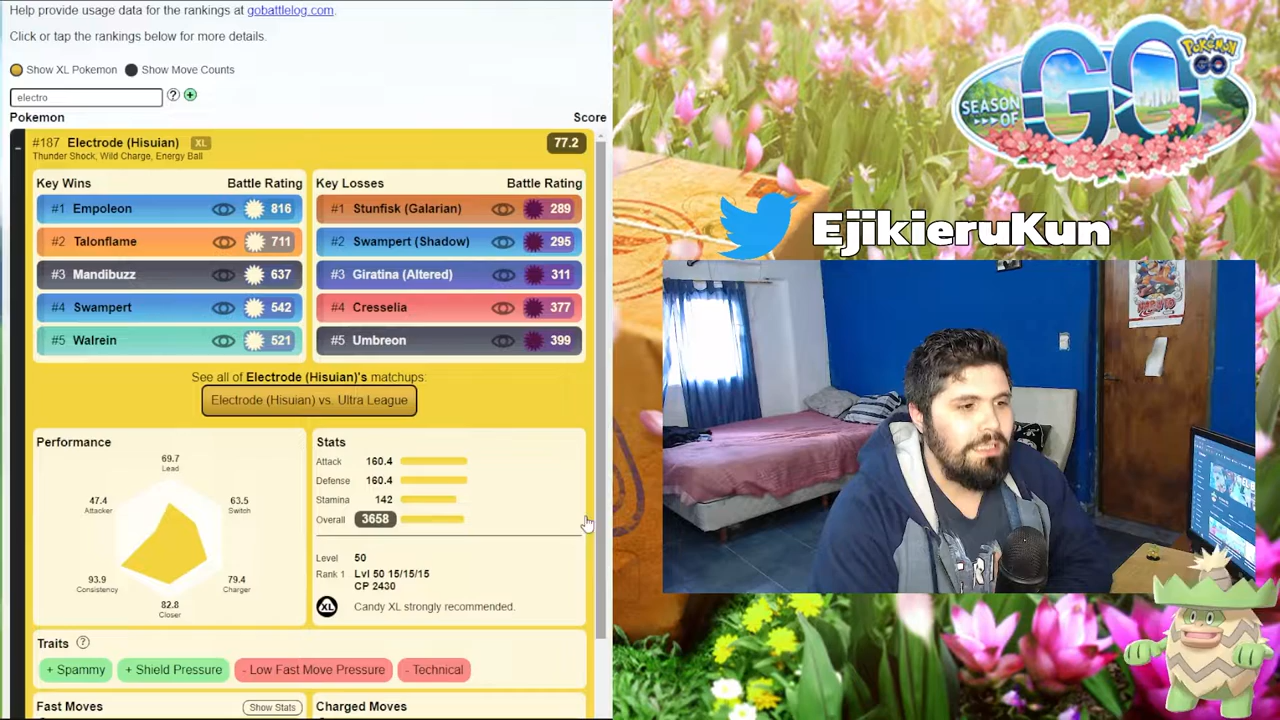 Help provide usage data for the rankings at gobattlelog.com.
Click or tap the rankings below for more details.
Show XL Pokemon Show Move Counts
electro ? +
Pokemon Score
- #187 Electrode (Hisuian) XL 77.2
Thunder Shock, Wild Charge, Energy Ball
Key Wins Battle Rating
#1 Empoleon 816
#2 Talonflame 711
#3 Mandibuzz 637
#4 Swampert 542
#5 Walrein 521
Key Losses Battle Rating
#1 Stunfisk (Galarian) 289
#2 Swampert (Shadow) 295
#3 Giratina (Altered) 311
#4 Cresselia 377
#5 Umbreon 399
See all of Electrode (Hisuian)'s matchups:
Electrode (Hisuian) vs. Ultra League
Performance
69.7
Lead
47.4
Attacker
63.5
Switch
93.9
Consistency
79.4
Charger
82.8
Closer
Stats
Attack 160.4
Defense 160.4
Stamina 142
Overall 3658
Level 50
Rank 1 Lvl 50 15/15/15
CP 2430
XL Candy XL strongly recommended.
Traits ?
+ Spammy + Shield Pressure - Low Fast Move Pressure - Technical
Fast Moves Show Stats
Charged Moves
SEASON OF GO
POKÉMON GO
EjikieruKun
NARUTO